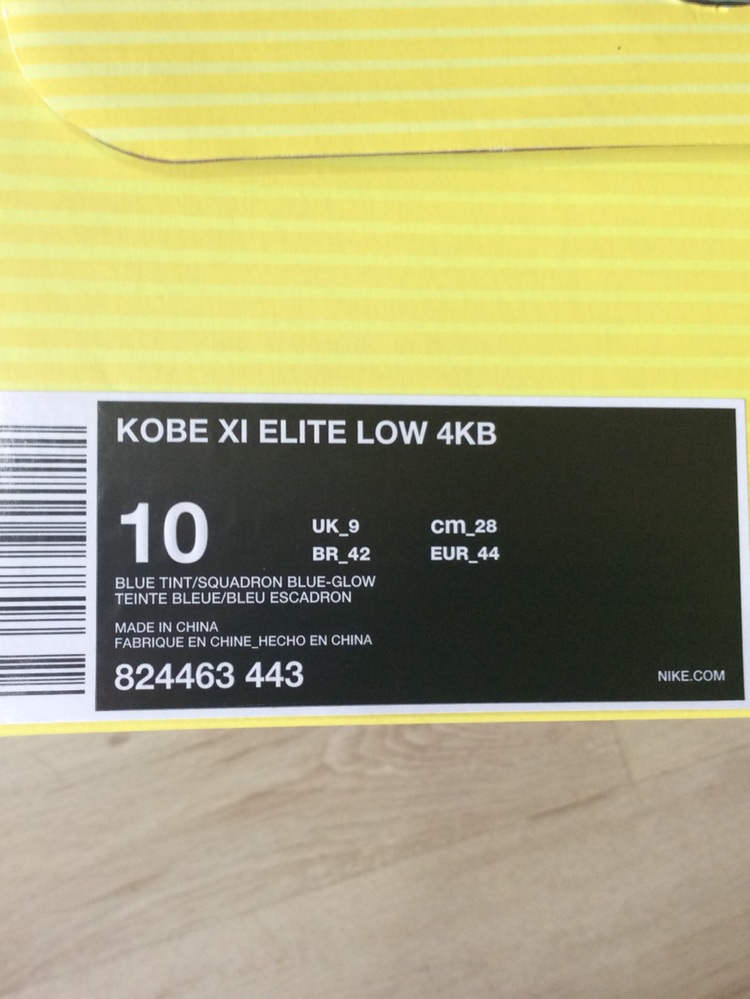 KOBE XI ELITE LOW 4KB
10
UK_9 cm_28
BR_42 EUR_44
BLUE TINT/SQUADRON BLUE-GLOW
TEINTE BLEUE/BLEU ESCADRON
MADE IN CHINA
FABRIQUE EN CHINE_HECHO EN CHINA
824463 443
NIKE.COM